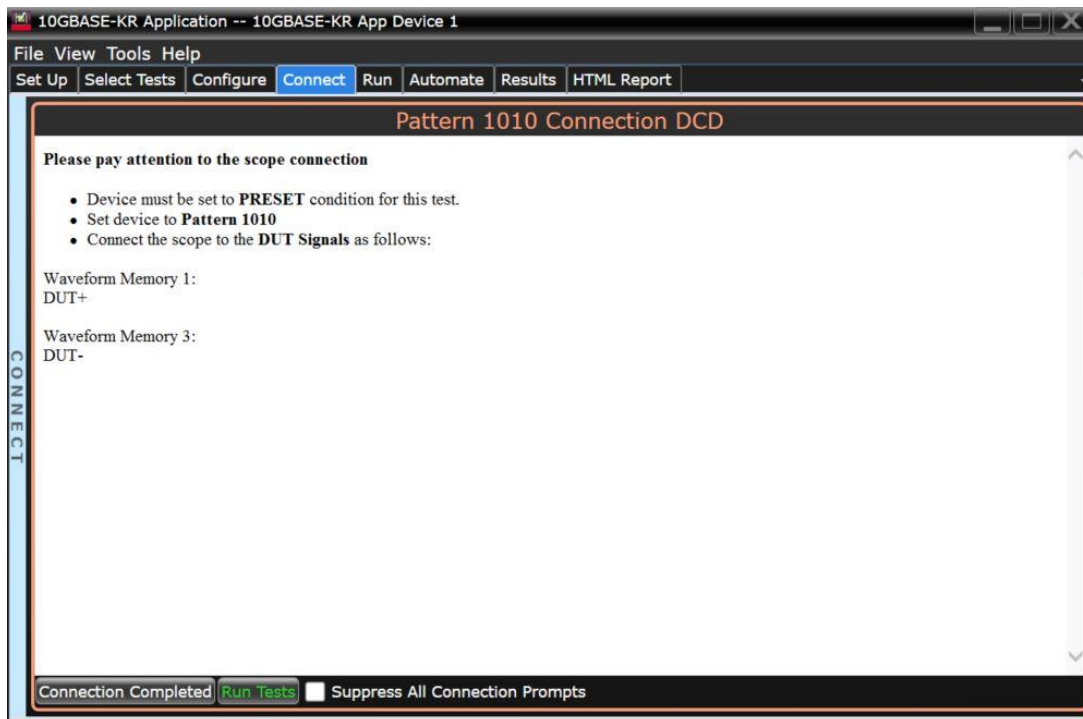 10GBASE-KR Application -- 10GBASE-KR App Device 1
File View Tools Help
Set Up Select Tests Configure Connect Run Automate Results HTML Report
Pattern 1010 Connection DCD
Please pay attention to the scope connection
• Device must be set to PRESET condition for this test.
• Set device to Pattern 1010
• Connect the scope to the DUT Signals as follows:
Waveform Memory 1:
DUT+
Waveform Memory 3:
DUT-
CONNECT
Connection Completed Run Tests Suppress All Connection Prompts